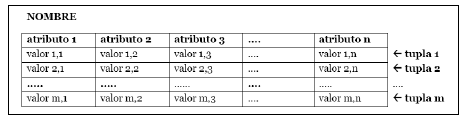 NOMBRE
atributo 1 atributo 2 atributo 3 .... atributo n
valor 1,1 valor 1,2 valor 1,3 .... valor 1,n ← tupla 1
valor 2,1 valor 2,2 valor 2,3 .... valor 2,n ← tupla 2
..... ..... ...... .... ...... ....
valor m,1 valor m,2 valor m,3 .... valor m,n ← tupla m